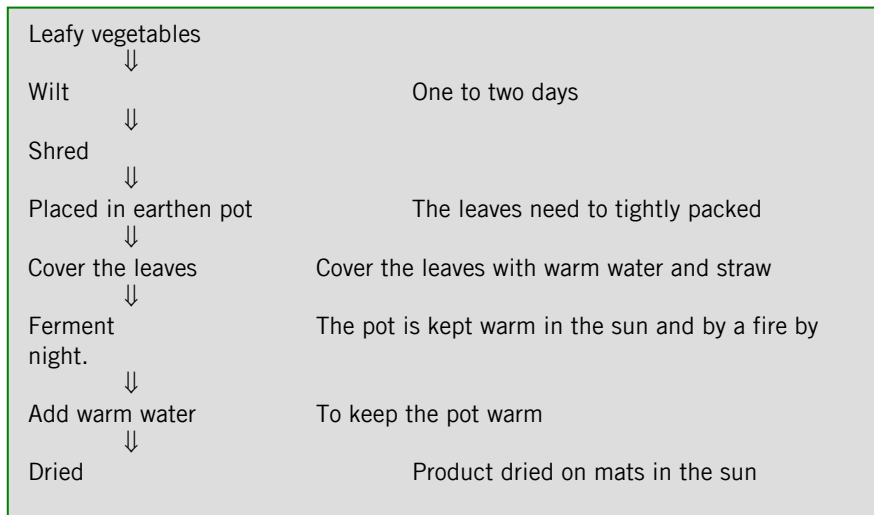 Leafy vegetables
⇓
Wilt One to two days
⇓
Shred
⇓
Placed in earthen pot The leaves need to tightly packed
⇓
Cover the leaves Cover the leaves with warm water and straw
⇓
Ferment The pot is kept warm in the sun and by a fire by
night.
⇓
Add warm water To keep the pot warm
⇓
Dried Product dried on mats in the sun